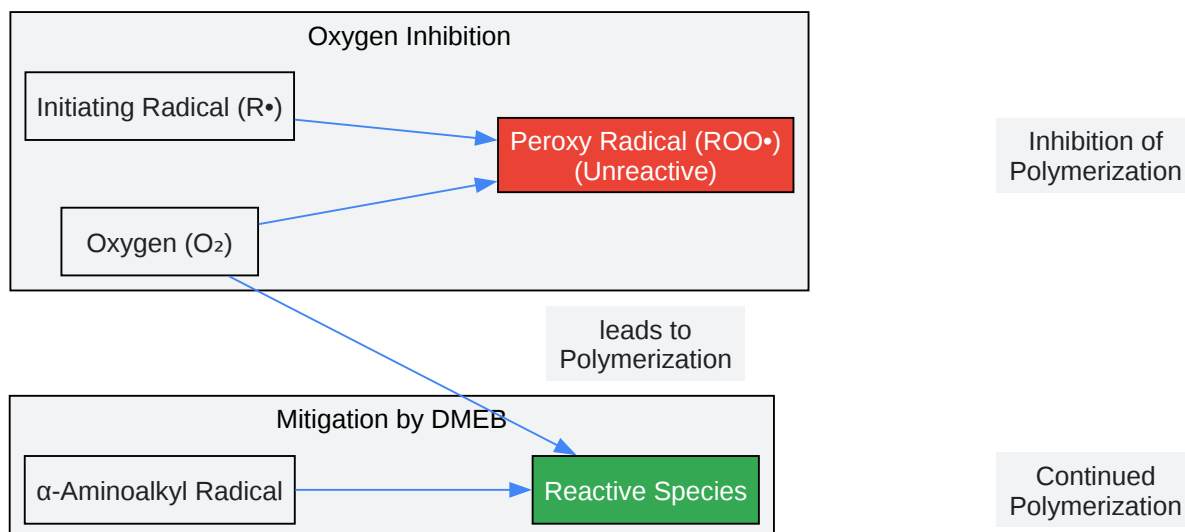 Oxygen Inhibition
Initiating Radical (R•)
Peroxy Radical (ROO•)
(Unreactive)
Inhibition of
Polymerization
Oxygen (O₂)
leads to
Polymerization
Mitigation by DMEB
α-Aminoalkyl Radical
Reactive Species
Continued
Polymerization